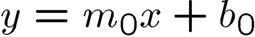 y = m₀x + b₀